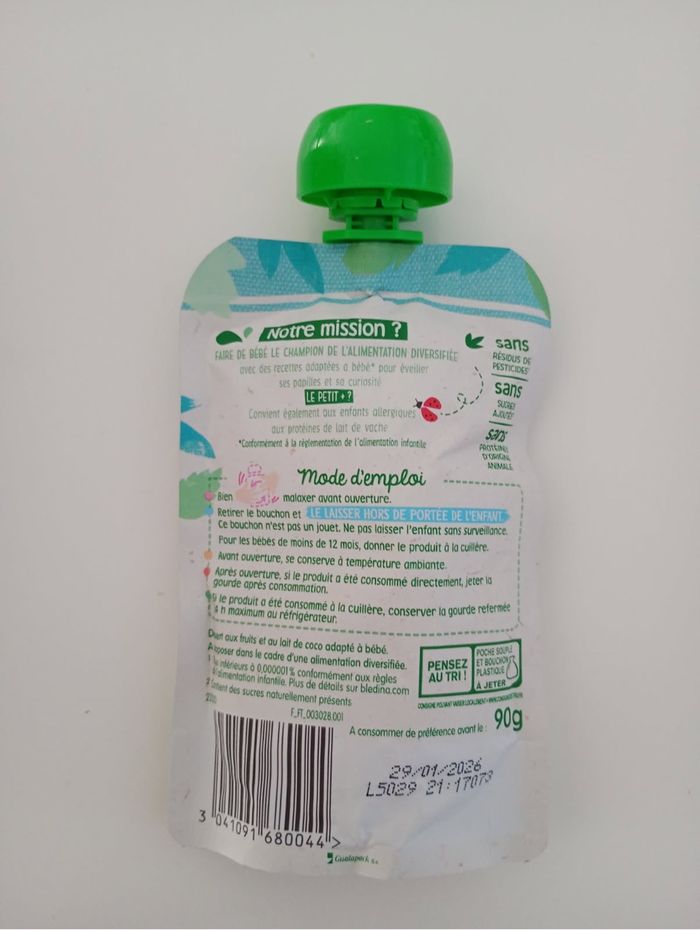 Notre mission ?
FAIRE DE BÉBÉ LE CHAMPION DE L'ALIMENTATION DIVERSIFIÉE
avec des recettes adaptées a bébé* pour éveiller
ses papilles et sa curiosité
LE PETIT + ?
Convient également aux enfants allergiques
aux protéines de lait de vache
*Conformément à la réglementation de l'alimentation infantile
sans
RÉSIDUS DE
PESTICIDES
sans
SUCRES
AJOUTÉS
sans
PROTÉINES
D'ORIGINE
ANIMALE
Mode d'emploi
Bien malaxer avant ouverture.
Retirer le bouchon et LE LAISSER HORS DE PORTÉE DE L'ENFANT.
Ce bouchon n'est pas un jouet. Ne pas laisser l'enfant sans surveillance.
Pour les bébés de moins de 12 mois, donner le produit à la cuillère.
Avant ouverture, se conserve à température ambiante.
Après ouverture, si le produit a été consommé directement, jeter la
gourde après consommation.
le produit a été consommé à la cuillère, conserver la gourde refermée
maximum au réfrigérateur.
aux fruits et au lait de coco adapté à bébé.
dans le cadre d'une alimentation diversifiée.
inférieurs à 0,000001% conformément aux règles
alimentation infantile. Plus de détails sur bledina.com
des sucres naturellement présents
PENSEZ
AU TRI !
POCHE SOUPLE
ET BOUCHON
PLASTIQUE
À JETER
F_FT_003028.001
A consommer de préférence avant le :
90g
29/01/2026
L5029 21:17073
3 041091 680044 >
Gualapack